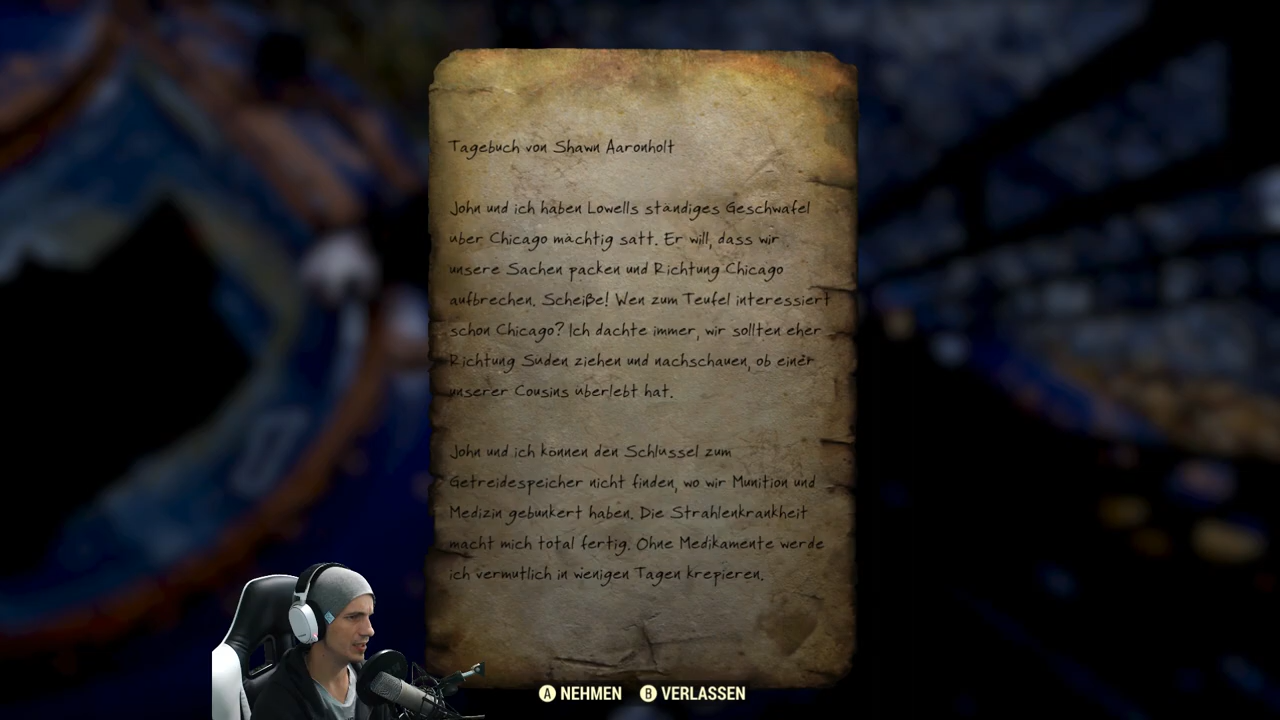 Tagebuch von Shawn Aaronholt
John und ich haben Lowells ständiges Geschwafel
über Chicago mächtig satt. Er will, dass wir
unsere Sachen packen und Richtung Chicago
aufbrechen. Scheiße! Wen zum Teufel interessiert
schon Chicago? Ich dachte immer, wir sollten eher
Richtung Süden ziehen und nachschauen, ob einer
unserer Cousins überlebt hat.
John und ich können den Schlüssel zum
Getreidespeicher nicht finden, wo wir Munition und
Medizin gebunkert haben. Die Strahlenkrankheit
macht mich total fertig. Ohne Medikamente werde
ich vermutlich in wenigen Tagen krepieren.
A NEHMEN B VERLASSEN